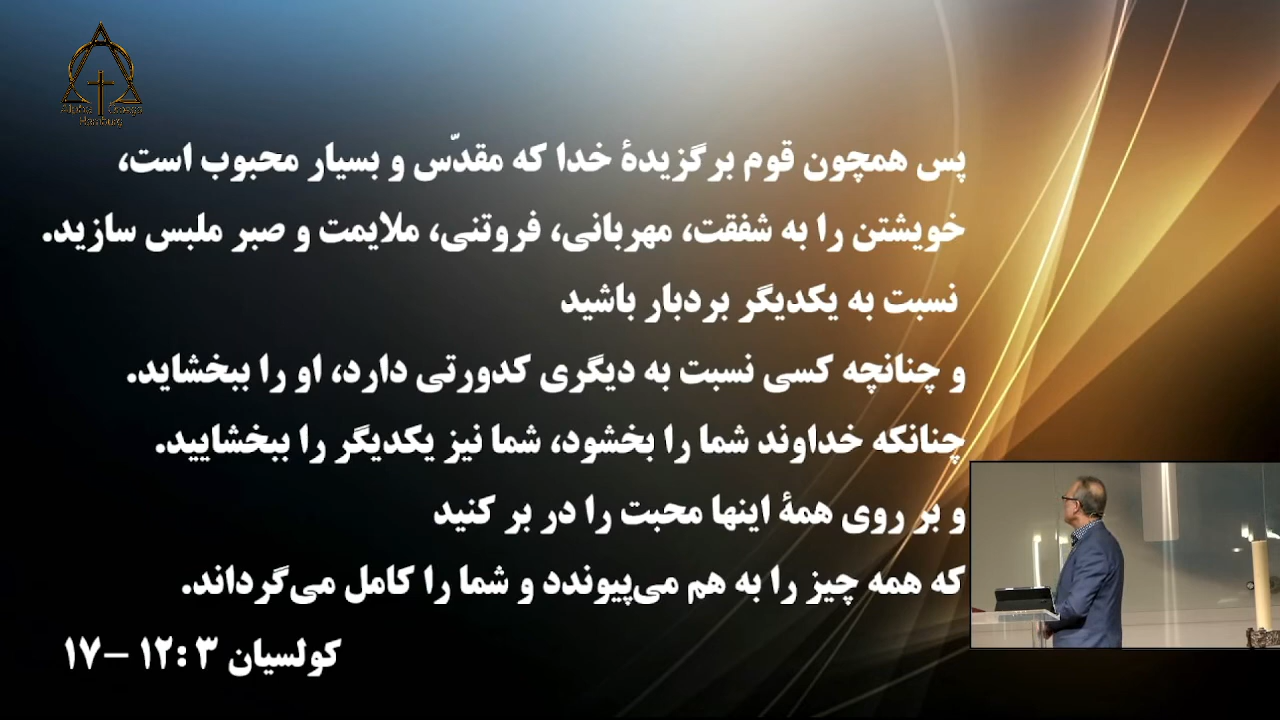 Alpha Omega
Hamburg
پس همچون قوم برگزیدهٔ خدا که مقدّس و بسیار محبوب است،
خویشتن را به شفقت، مهربانی، فروتنی، ملایمت و صبر ملبس سازید.
نسبت به یکدیگر بردبار باشید
و چنانچه کسی نسبت به دیگری کدورتی دارد، او را ببخشاید.
چنانکه خداوند شما را بخشود، شما نیز یکدیگر را ببخشایید.
و بر روی همهٔ اینها محبت را در بر کنید
که همه چیز را به هم می‌پیوندد و شما را کامل می‌گرداند.
کولسیان ۳ :۱۲ –۱۷